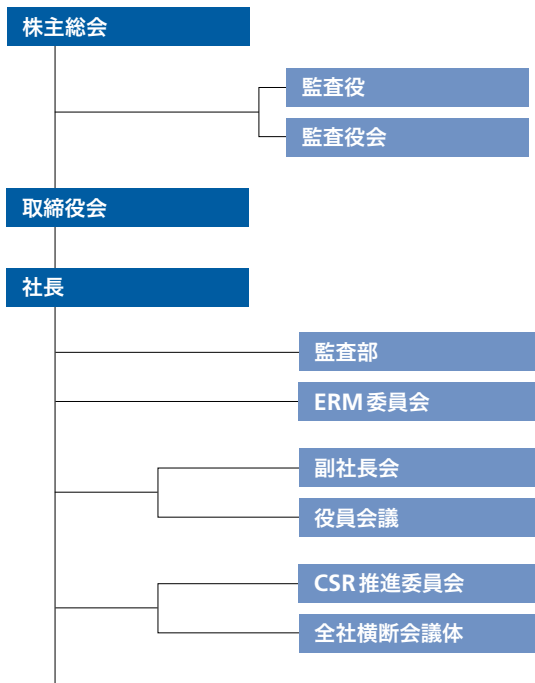 株主総会
監査役
監査役会
取締役会
社長
監査部
ERM委員会
副社長会
役員会議
CSR推進委員会
全社横断会議体